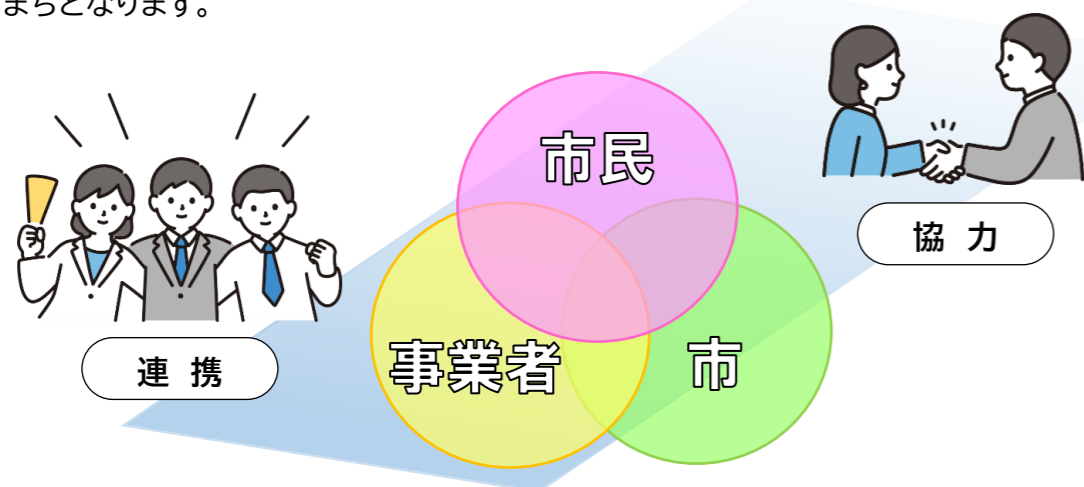 まちとなります。
市民
協 力
事業者
市
連 携